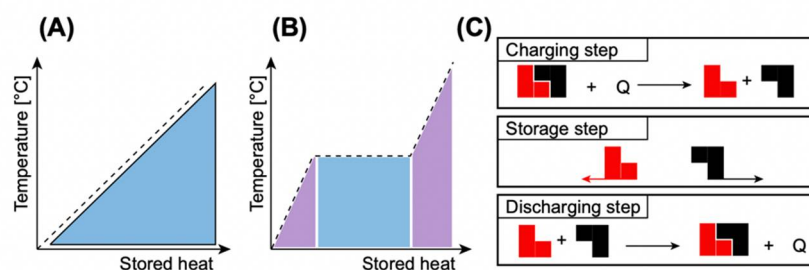 (A)
Temperature [°C]
Stored heat
(B)
Temperature [°C]
Stored heat
(C)
Charging step
+ Q +
Storage step
Discharging step
+ + Q